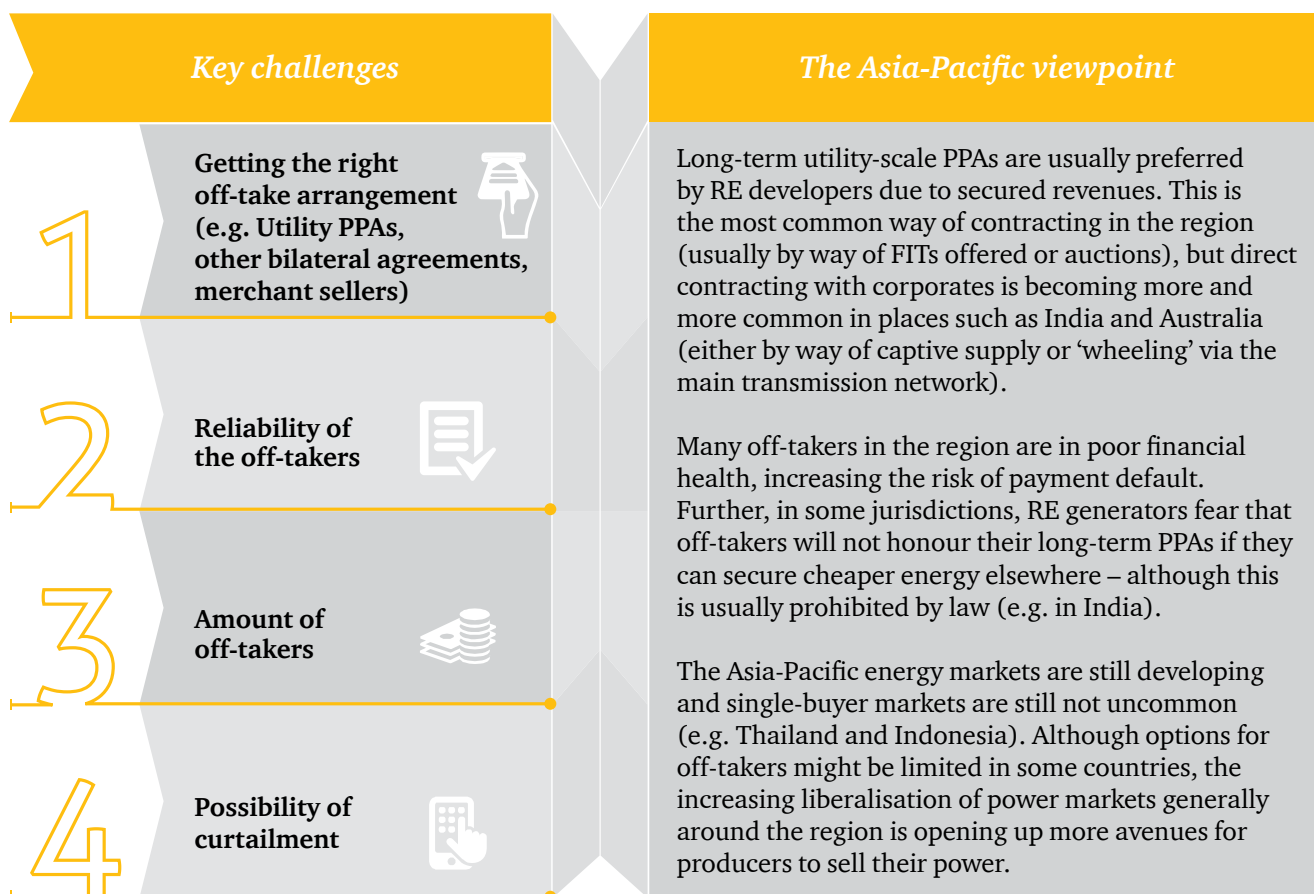 Key challenges
1
Getting the right
off-take arrangement
(e.g. Utility PPAs,
other bilateral agreements,
merchant sellers)
2
Reliability of
the off-takers
3
Amount of
off-takers
4
Possibility of
curtailment
The Asia-Pacific viewpoint
Long-term utility-scale PPAs are usually preferred
by RE developers due to secured revenues. This is
the most common way of contracting in the region
(usually by way of FITs offered or auctions), but direct
contracting with corporates is becoming more and
more common in places such as India and Australia
(either by way of captive supply or ‘wheeling’ via the
main transmission network).
Many off-takers in the region are in poor financial
health, increasing the risk of payment default.
Further, in some jurisdictions, RE generators fear that
off-takers will not honour their long-term PPAs if they
can secure cheaper energy elsewhere – although this
is usually prohibited by law (e.g. in India).
The Asia-Pacific energy markets are still developing
and single-buyer markets are still not uncommon
(e.g. Thailand and Indonesia). Although options for
off-takers might be limited in some countries, the
increasing liberalisation of power markets generally
around the region is opening up more avenues for
producers to sell their power.